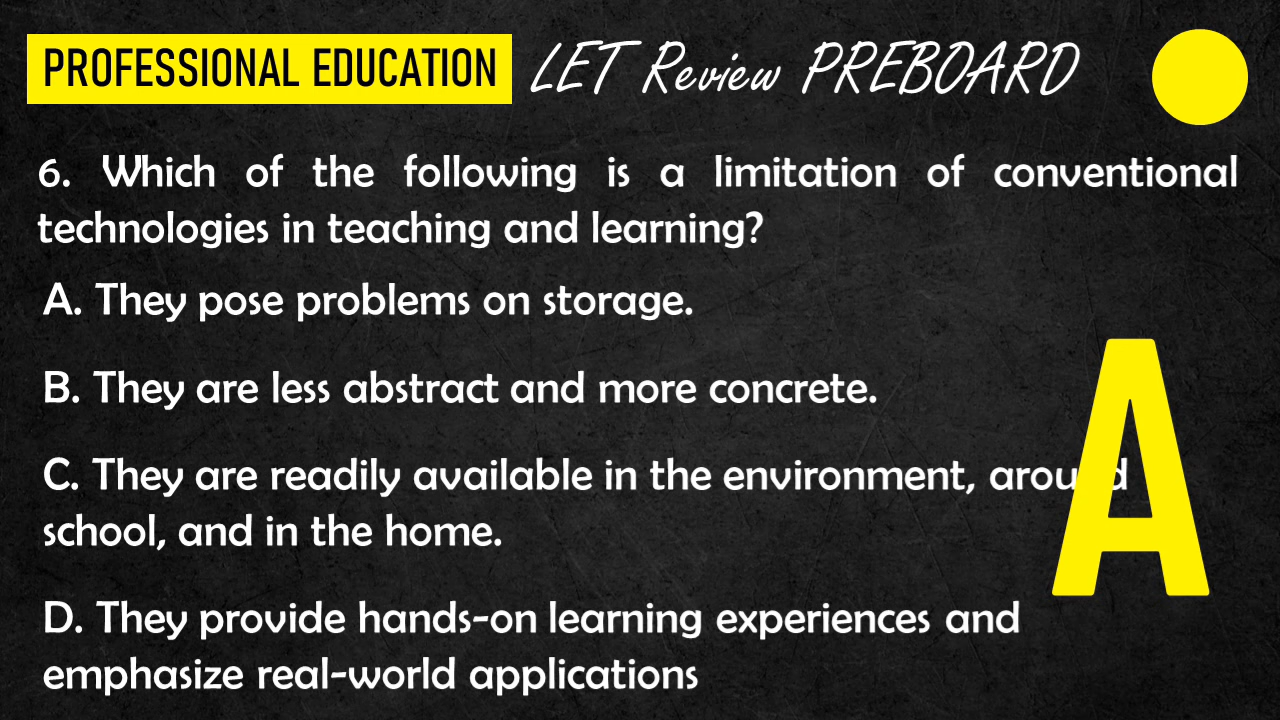 PROFESSIONAL EDUCATION LET Review PREBOARD
6. Which of the following is a limitation of conventional
technologies in teaching and learning?
A. They pose problems on storage.
B. They are less abstract and more concrete.
C. They are readily available in the environment, around
school, and in the home.
D. They provide hands-on learning experiences and
emphasize real-world applications
A